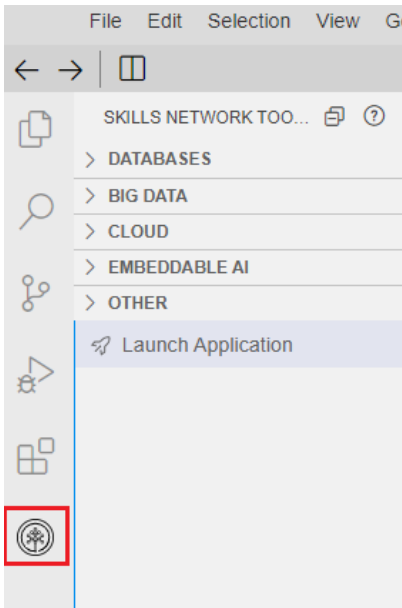 File Edit Selection View G
SKILLS NETWORK TOO...
DATABASES
BIG DATA
CLOUD
EMBEDDABLE AI
OTHER
Launch Application